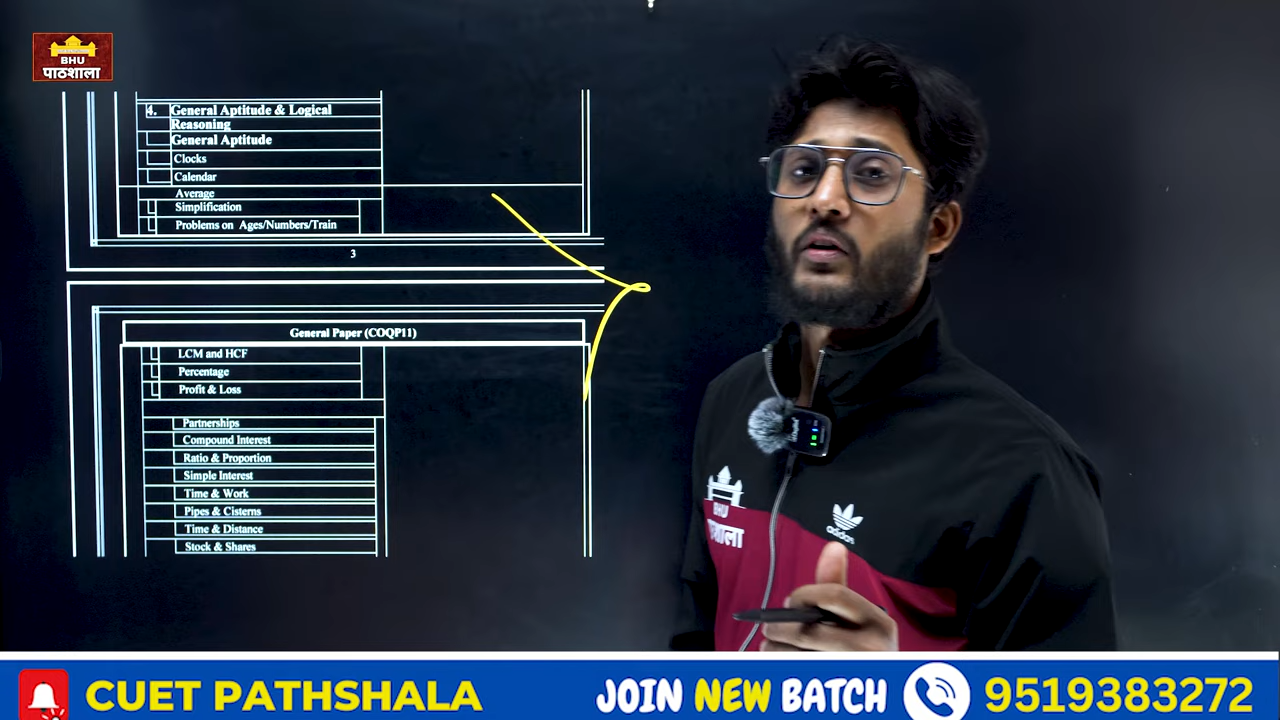 BHU
पाठशाला
4. General Aptitude & Logical
Reasoning
General Aptitude
Clocks
Calendar
Average
Simplification
Problems on Ages/Numbers/Train
3
General Paper (COQP11)
LCM and HCF
Percentage
Profit & Loss
Partnerships
Compound Interest
Ratio & Proportion
Simple Interest
Time & Work
Pipes & Cisterns
Time & Distance
Stock & Shares
BHU
adidas
CUET PATHSHALA
JOIN NEW BATCH
9519383272